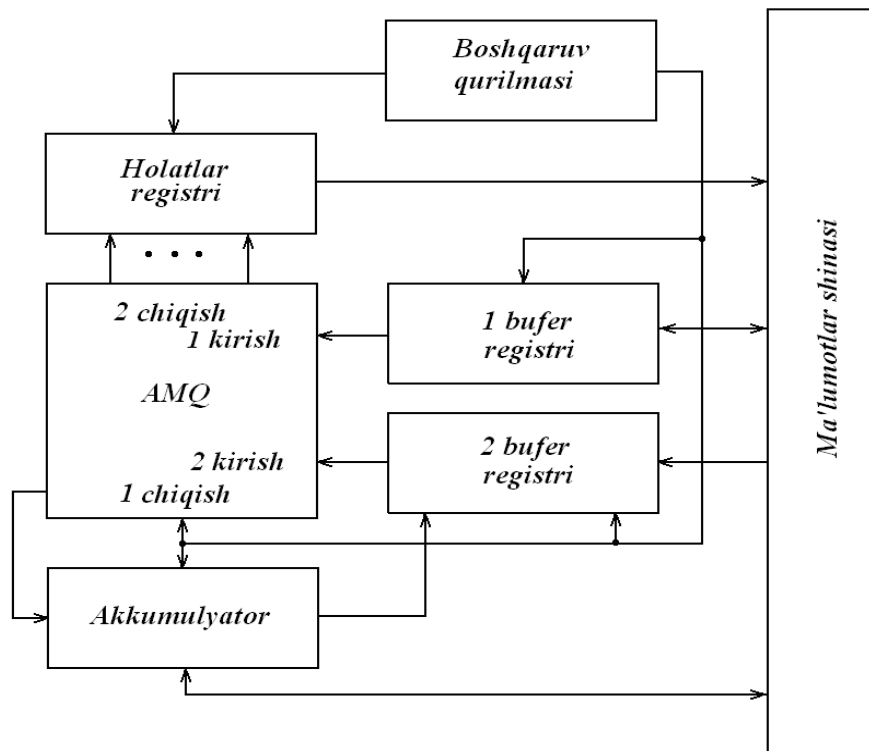 Boshqaruv
qurilmasi
Holatlar
registri
2 chiqish
1 kirish
AMQ
2 kirish
1 chiqish
1 bufer
registri
2 bufer
registri
Akkumulyator
Ma'lumotlar shinasi